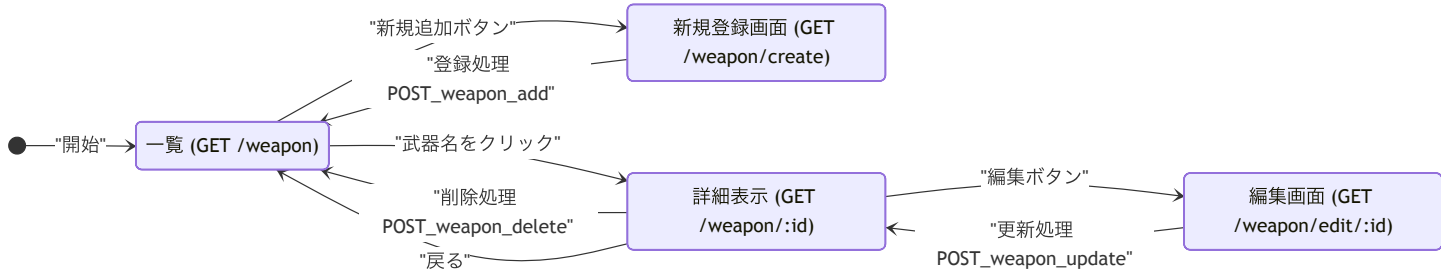 "新規追加ボタン"
新規登録画面 (GET
/weapon/create)
"登録処理
POST_weapon_add"
"開始"
一覧 (GET /weapon)
"武器名をクリック"
"削除処理
POST_weapon_delete"
"戻る"
詳細表示 (GET
/weapon/:id)
"編集ボタン"
"更新処理
POST_weapon_update"
編集画面 (GET
/weapon/edit/:id)